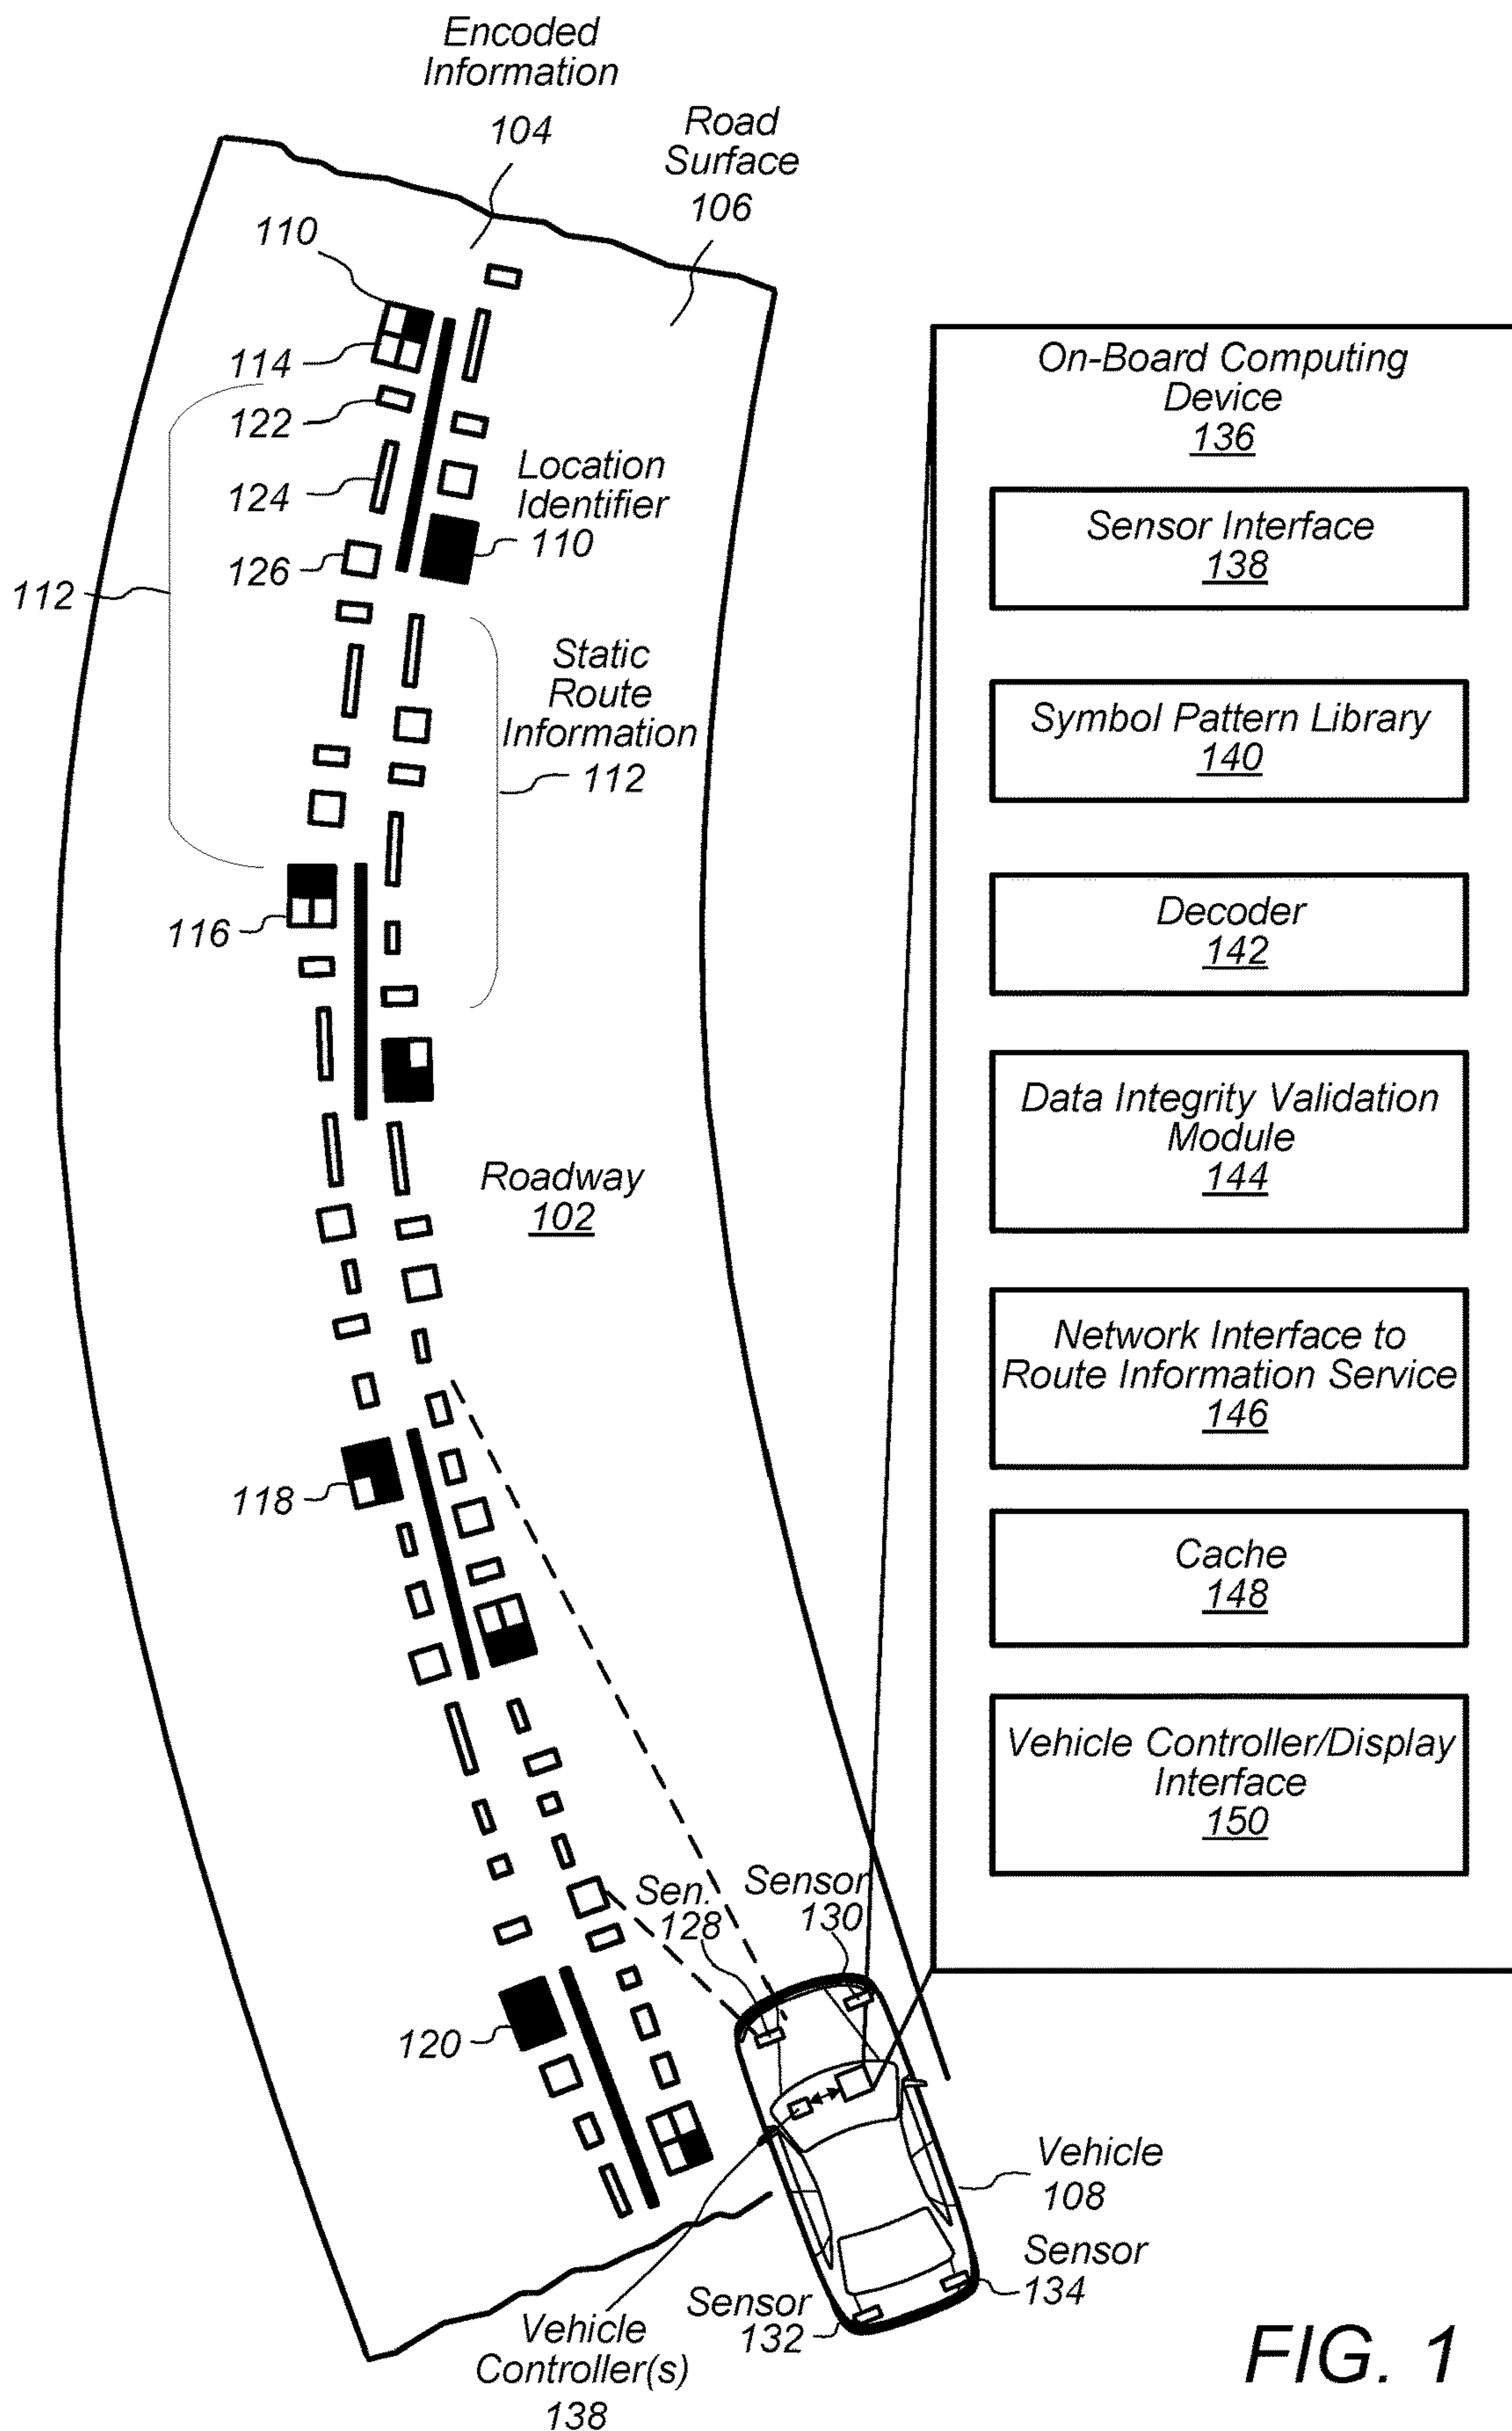 Encoded
Information
104
Road
Surface
106
110
114
122
124
126
112
Location
Identifier
110
Static
Route
Information
112
116
Roadway
102
118
120
Sen.
128
Sensor
130
Vehicle
108
Sensor
134
Sensor
132
Vehicle
Controller(s)
138
On-Board Computing
Device
136
Sensor Interface
138
Symbol Pattern Library
140
Decoder
142
Data Integrity Validation
Module
144
Network Interface to
Route Information Service
146
Cache
148
Vehicle Controller/Display
Interface
150
FIG. 1